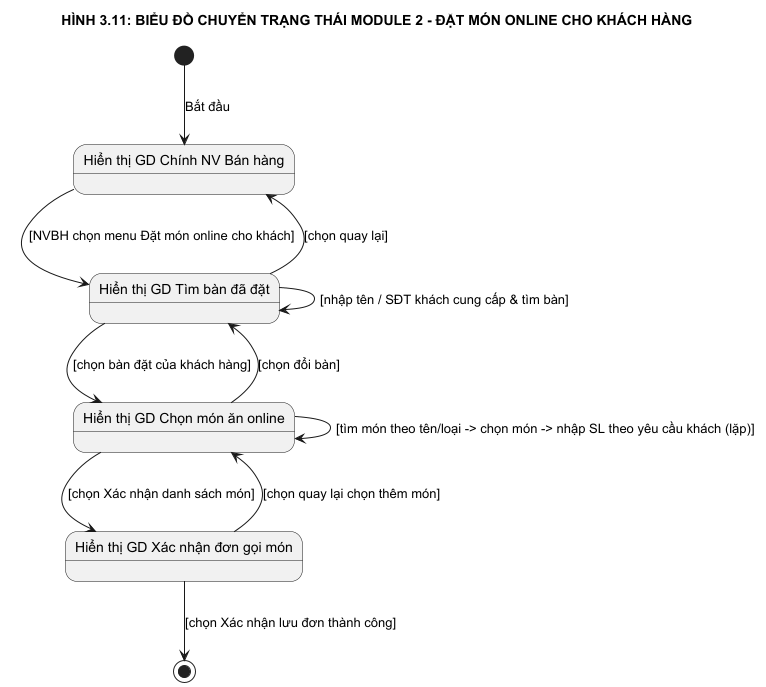 HÌNH 3.11: BIỂU ĐỒ CHUYỂN TRẠNG THÁI MODULE 2 - ĐẶT MÓN ONLINE CHO KHÁCH HÀNG
Bắt đầu
Hiển thị GD Chính NV Bán hàng
[NVBH chọn menu Đặt món online cho khách]
[chọn quay lại]
Hiển thị GD Tìm bàn đã đặt
[nhập tên / SĐT khách cung cấp & tìm bàn]
[chọn bàn đặt của khách hàng]
[chọn đổi bàn]
Hiển thị GD Chọn món ăn online
[tìm món theo tên/loại -> chọn món -> nhập SL theo yêu cầu khách (lặp)]
[chọn Xác nhận danh sách món]
[chọn quay lại chọn thêm món]
Hiển thị GD Xác nhận đơn gọi món
[chọn Xác nhận lưu đơn thành công]